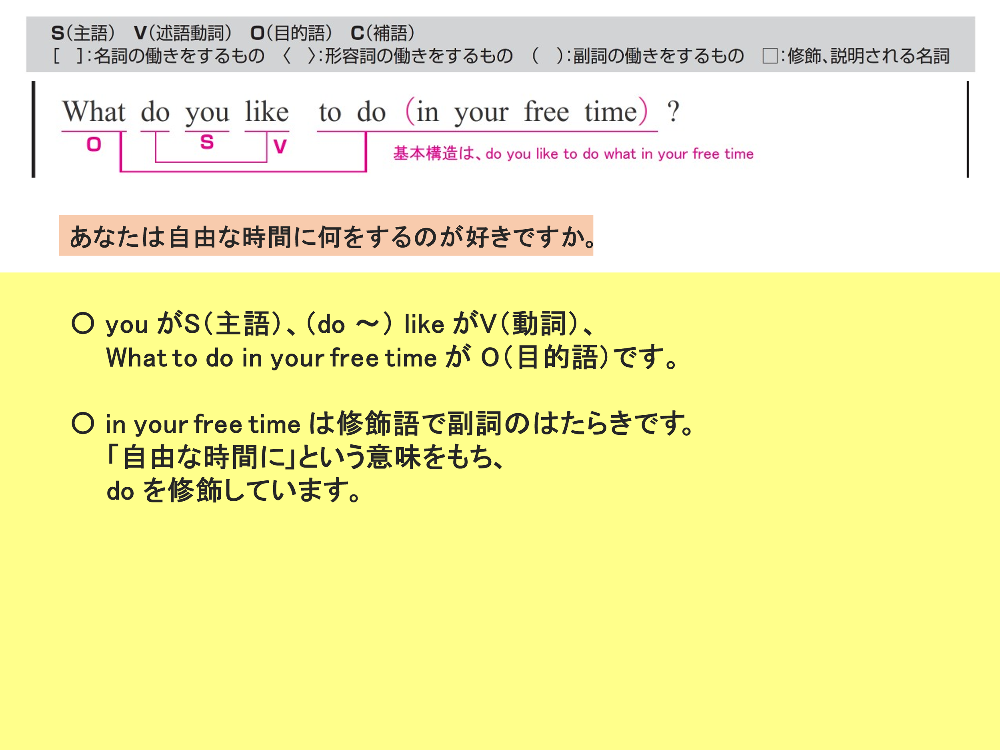 S（主語）　V（述語動詞）　O（目的語）　C（補語）
［　］：名詞の働きをするもの　〈　〉：形容詞の働きをするもの　（　）：副詞の働きをするもの　□：修飾、説明される名詞
What do you like to do (in your free time) ?
O S V
基本構造は、do you like to do what in your free time
あなたは自由な時間に何をするのが好きですか。
○ you がS（主語）、（do ～） like がV（動詞）、
What to do in your free time が O（目的語）です。
○ in your free time は修飾語で副詞のはたらきです。
「自由な時間に」という意味をもち、
do を修飾しています。